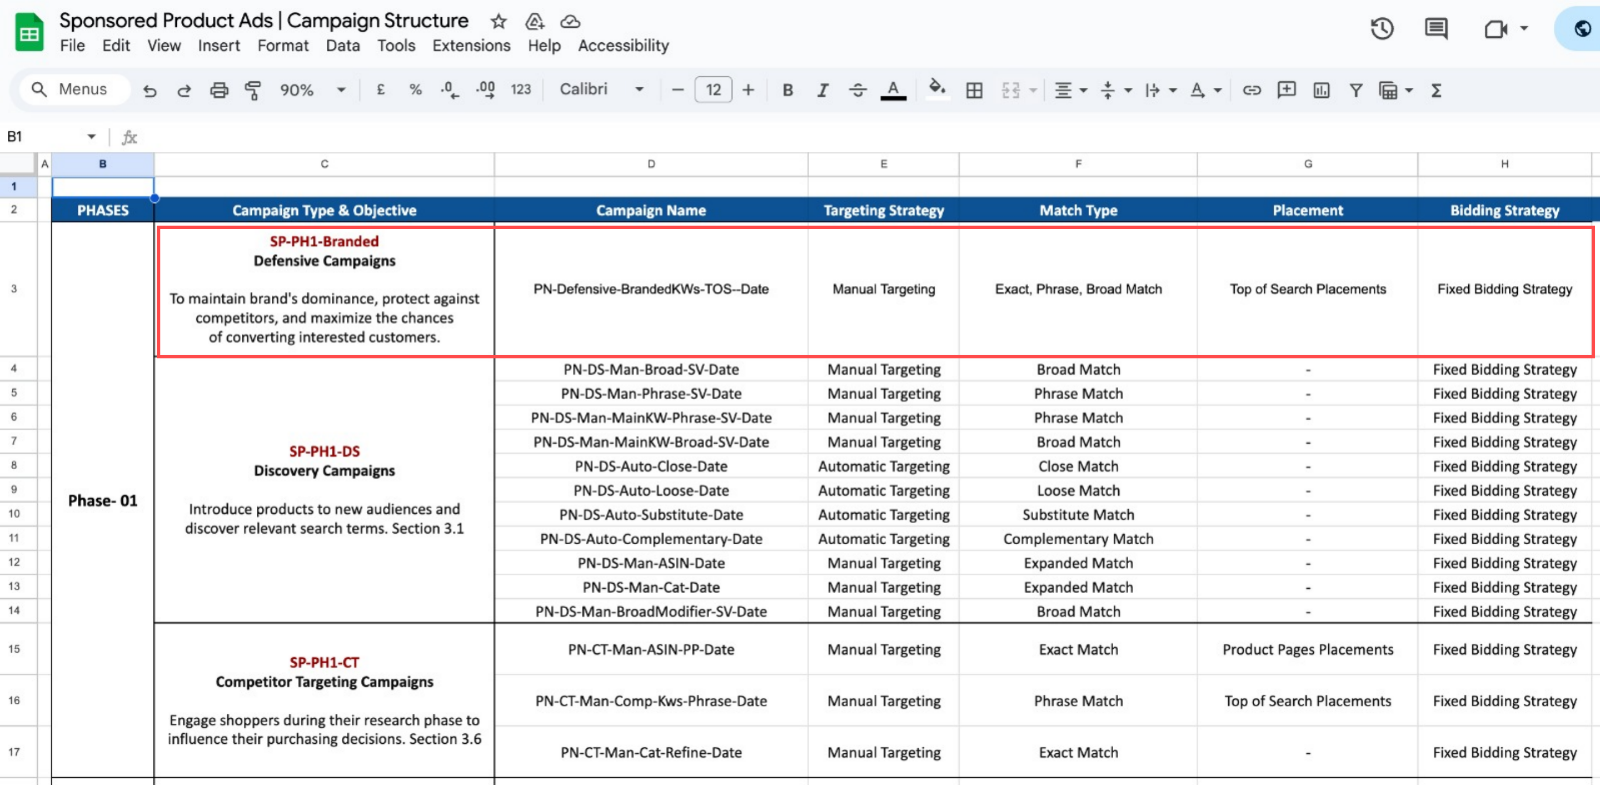 Sponsored Product Ads | Campaign Structure
File Edit View Insert Format Data Tools Extensions Help Accessibility
Menus 90% £ % .0 .00 123 Calibri 12 B I S A
B1 fx
A B C D E F G H
1
2 PHASES Campaign Type & Objective Campaign Name Targeting Strategy Match Type Placement Bidding Strategy
SP-PH1-Branded
Defensive Campaigns
3 PN-Defensive-BrandedKWs-TOS--Date Manual Targeting Exact, Phrase, Broad Match Top of Search Placements Fixed Bidding Strategy
To maintain brand's dominance, protect against
competitors, and maximize the chances
of converting interested customers.
4 PN-DS-Man-Broad-SV-Date Manual Targeting Broad Match - Fixed Bidding Strategy
5 PN-DS-Man-Phrase-SV-Date Manual Targeting Phrase Match - Fixed Bidding Strategy
6 PN-DS-Man-MainKW-Phrase-SV-Date Manual Targeting Phrase Match - Fixed Bidding Strategy
7 PN-DS-Man-MainKW-Broad-SV-Date Manual Targeting Broad Match - Fixed Bidding Strategy
SP-PH1-DS
8 PN-DS-Auto-Close-Date Automatic Targeting Close Match - Fixed Bidding Strategy
Discovery Campaigns
9 PN-DS-Auto-Loose-Date Automatic Targeting Loose Match - Fixed Bidding Strategy
Phase- 01
Introduce products to new audiences and
10 PN-DS-Auto-Substitute-Date Automatic Targeting Substitute Match - Fixed Bidding Strategy
discover relevant search terms. Section 3.1
11 PN-DS-Auto-Complementary-Date Automatic Targeting Complementary Match - Fixed Bidding Strategy
12 PN-DS-Man-ASIN-Date Manual Targeting Expanded Match - Fixed Bidding Strategy
13 PN-DS-Man-Cat-Date Manual Targeting Expanded Match - Fixed Bidding Strategy
14 PN-DS-Man-BroadModifier-SV-Date Manual Targeting Broad Match - Fixed Bidding Strategy
15 PN-CT-Man-ASIN-PP-Date Manual Targeting Exact Match Product Pages Placements Fixed Bidding Strategy
SP-PH1-CT
Competitor Targeting Campaigns
16 PN-CT-Man-Comp-Kws-Phrase-Date Manual Targeting Phrase Match Top of Search Placements Fixed Bidding Strategy
Engage shoppers during their research phase to
influence their purchasing decisions. Section 3.6
17 PN-CT-Man-Cat-Refine-Date Manual Targeting Exact Match - Fixed Bidding Strategy